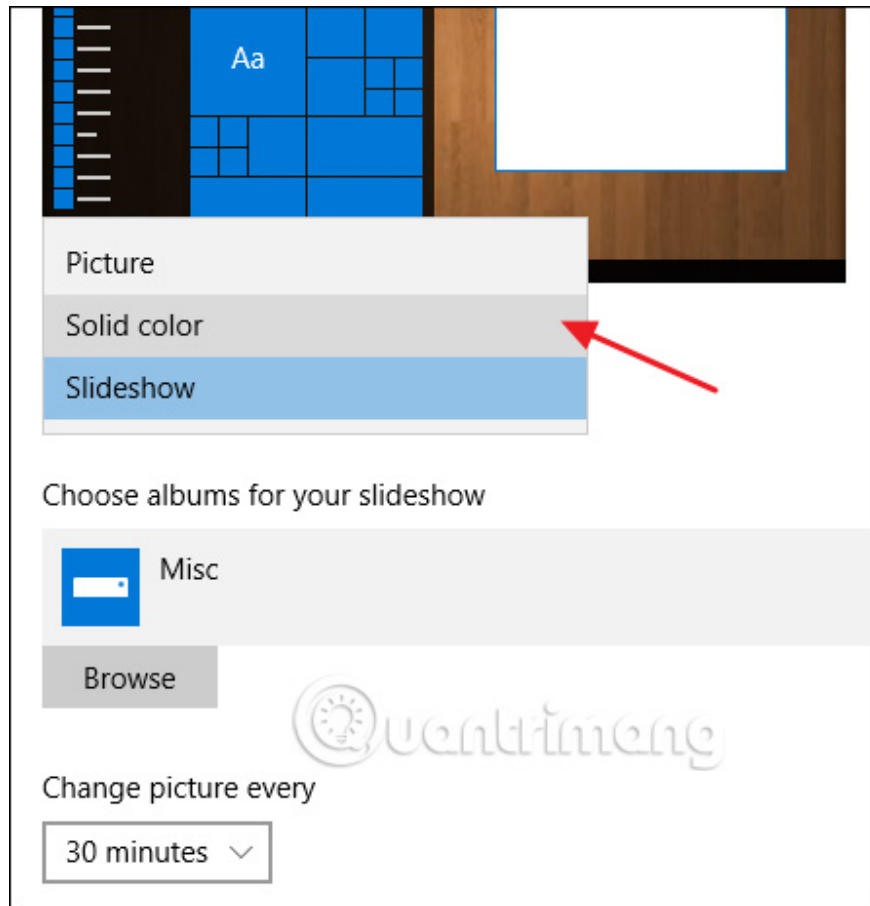 Aa
Picture
Solid color
Slideshow
Choose albums for your slideshow
Misc
Browse
Quantrimang
Change picture every
30 minutes